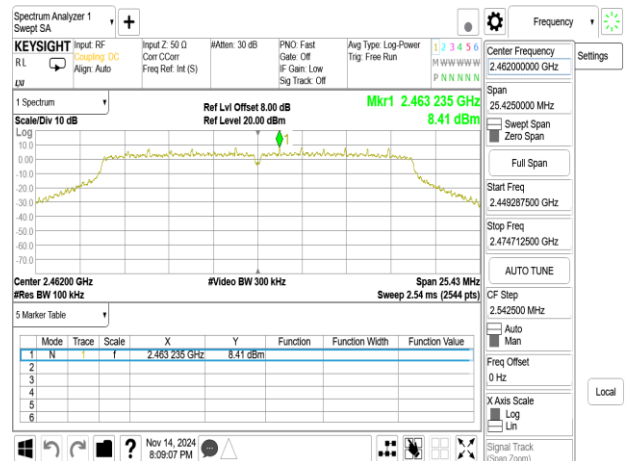 Spectrum Analyzer 1
Swept SA
+
Frequency
KEYSIGHT
RL
Input: RF
Coupling: DC
Align: Auto
Input Z: 50 Ω
Corr CCorr
Freq Ref: Int (S)
#Atten: 30 dB
PNO: Fast
Gate: Off
IF Gain: Low
Sig Track: Off
Avg Type: Log-Power
Trig: Free Run
1 2 3 4 5 6
M W W W W W
P N N N N N
LXI
1 Spectrum
Scale/Div 10 dB
Ref Lvl Offset 8.00 dB
Ref Level 20.00 dBm
Mkr1 2.463 235 GHz
8.41 dBm
Log
10.0
0.00
-10.0
-20.0
-30.0
-40.0
-50.0
-60.0
-70.0
1
Center 2.46200 GHz
#Res BW 100 kHz
#Video BW 300 kHz
Span 25.43 MHz
Sweep 2.54 ms (2544 pts)
5 Marker Table
Mode Trace Scale X Y Function Function Width Function Value
1 N 1 f 2.463 235 GHz 8.41 dBm
2
3
4
5
6
?
Nov 14, 2024
8:09:07 PM
Center Frequency
2.462000000 GHz
Span
25.4250000 MHz
Swept Span
Zero Span
Full Span
Start Freq
2.449287500 GHz
Stop Freq
2.474712500 GHz
AUTO TUNE
CF Step
2.542500 MHz
Auto
Man
Freq Offset
0 Hz
X Axis Scale
Log
Lin
Signal Track
(Span Zoom)
Settings
Local